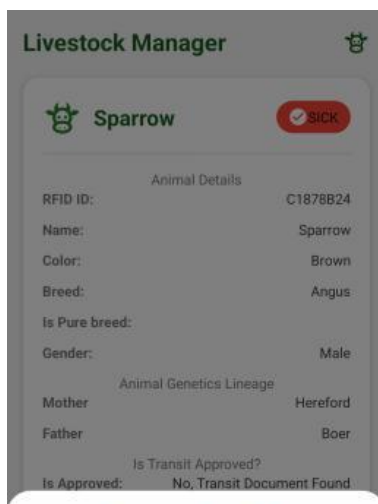 Livestock Manager
Sparrow
SICK
Animal Details
RFID ID: C1878B24
Name: Sparrow
Color: Brown
Breed: Angus
Is Pure breed:
Gender: Male
Animal Genetics Lineage
Mother Hereford
Father Boer
Is Transit Approved?
Is Approved: No, Transit Document Found